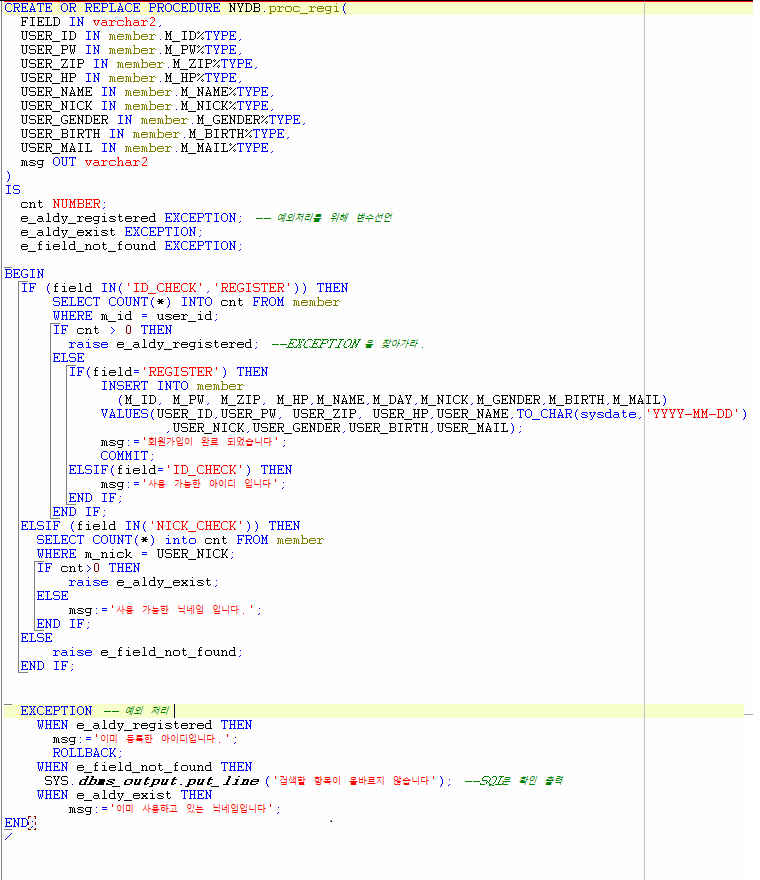 CREATE OR REPLACE PROCEDURE NYDB.proc_regi(
FIELD IN varchar2,
USER_ID IN member.M_ID%TYPE,
USER_PW IN member.M_PW%TYPE,
USER_ZIP IN member.M_ZIP%TYPE,
USER_HP IN member.M_HP%TYPE,
USER_NAME IN member.M_NAME%TYPE,
USER_NICK IN member.M_NICK%TYPE,
USER_GENDER IN member.M_GENDER%TYPE,
USER_BIRTH IN member.M_BIRTH%TYPE,
USER_MAIL IN member.M_MAIL%TYPE,
msg OUT varchar2
)
IS
cnt NUMBER;
e_aldy_registered EXCEPTION; -- 예외처리를 위해 변수선언
e_aldy_exist EXCEPTION;
e_field_not_found EXCEPTION;
BEGIN
IF (field IN('ID_CHECK','REGISTER')) THEN
SELECT COUNT(*) INTO cnt FROM member
WHERE m_id = user_id;
IF cnt > 0 THEN
raise e_aldy_registered; --EXCEPTION 을 찾아가라.
ELSE
IF(field='REGISTER') THEN
INSERT INTO member
(M_ID, M_PW, M_ZIP, M_HP,M_NAME,M_DAY,M_NICK,M_GENDER,M_BIRTH,M_MAIL)
VALUES(USER_ID,USER_PW, USER_ZIP, USER_HP,USER_NAME,TO_CHAR(sysdate,'YYYY-MM-DD')
,USER_NICK,USER_GENDER,USER_BIRTH,USER_MAIL);
msg:='회원가입이 완료 되었습니다';
COMMIT;
ELSIF(field='ID_CHECK') THEN
msg:='사용 가능한 아이디 입니다';
END IF;
END IF;
ELSIF (field IN('NICK_CHECK')) THEN
SELECT COUNT(*) into cnt FROM member
WHERE m_nick = USER_NICK;
IF cnt>0 THEN
raise e_aldy_exist;
ELSE
msg:='사용 가능한 닉네임 입니다.';
END IF;
ELSE
raise e_field_not_found;
END IF;
EXCEPTION -- 예외 처리
WHEN e_aldy_registered THEN
msg:='이미 등록한 아이디입니다.';
ROLLBACK;
WHEN e_field_not_found THEN
SYS.dbms_output.put_line('검색할 항목이 올바르지 않습니다'); --SQL로 확인 출력
WHEN e_aldy_exist THEN
msg:='이미 사용하고 있는 닉네임입니다';
END;
/